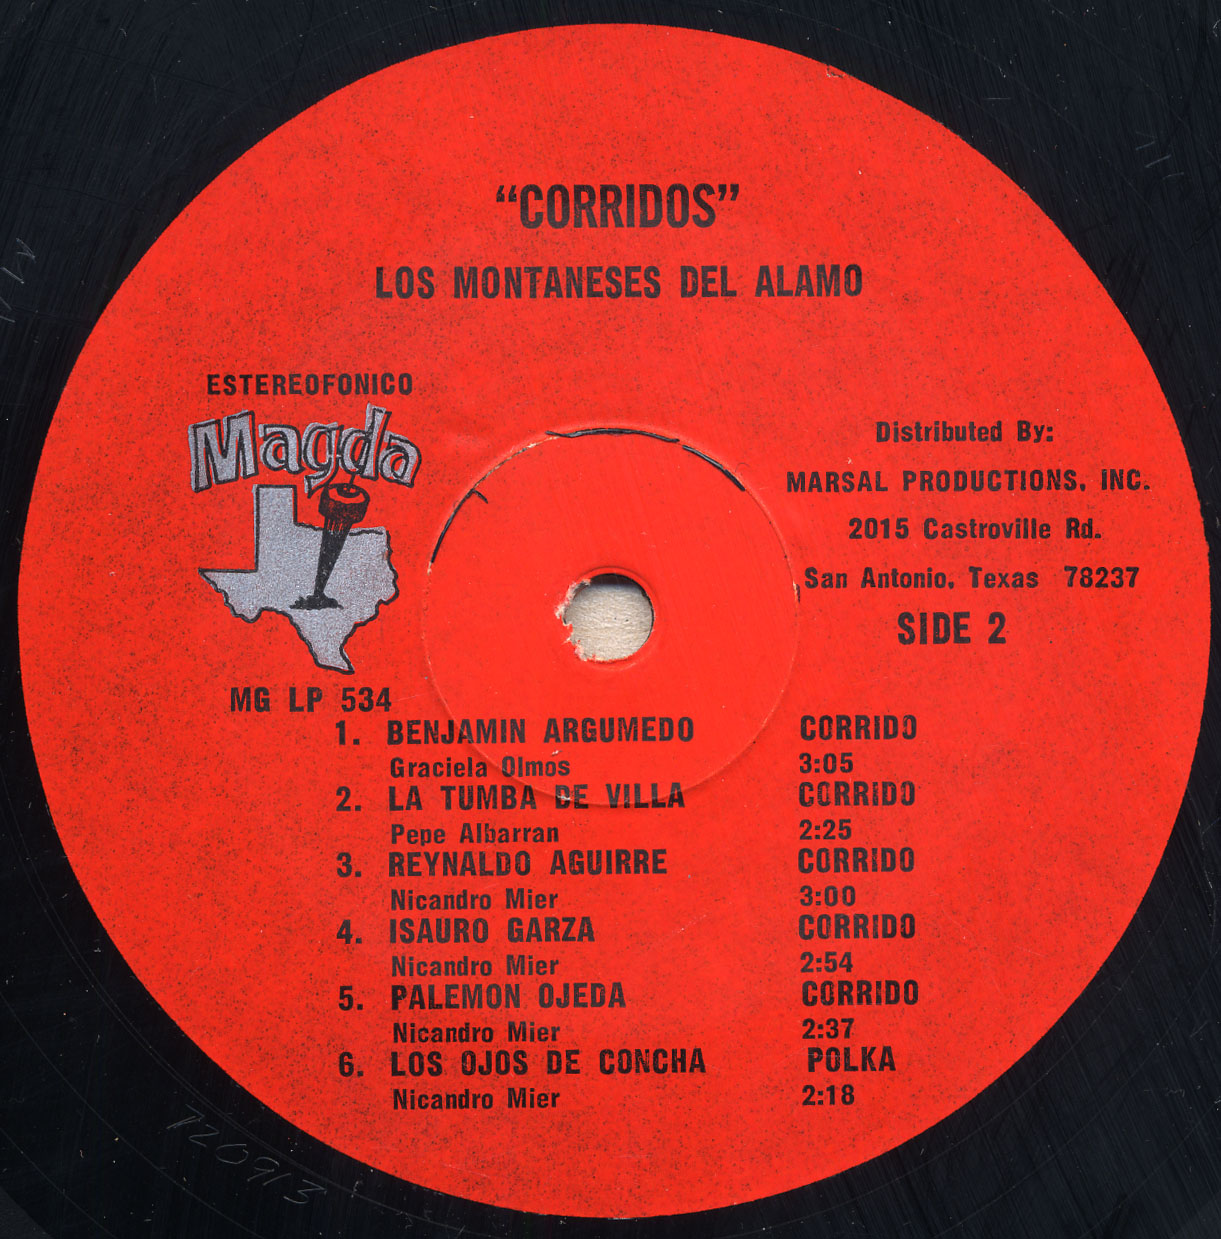 "CORRIDOS"
LOS MONTANESES DEL ALAMO
ESTEREOFONICO
Magda
MG LP 534
Distributed By:
MARSAL PRODUCTIONS, INC.
2015 Castroville Rd.
San Antonio, Texas 78237
SIDE 2
1. BENJAMIN ARGUMEDO CORRIDO
Graciela Olmos 3:05
2. LA TUMBA DE VILLA CORRIDO
Pepe Albarran 2:25
3. REYNALDO AGUIRRE CORRIDO
Nicandro Mier 3:00
4. ISAURO GARZA CORRIDO
Nicandro Mier 2:54
5. PALEMON OJEDA CORRIDO
Nicandro Mier 2:37
6. LOS OJOS DE CONCHA POLKA
Nicandro Mier 2:18